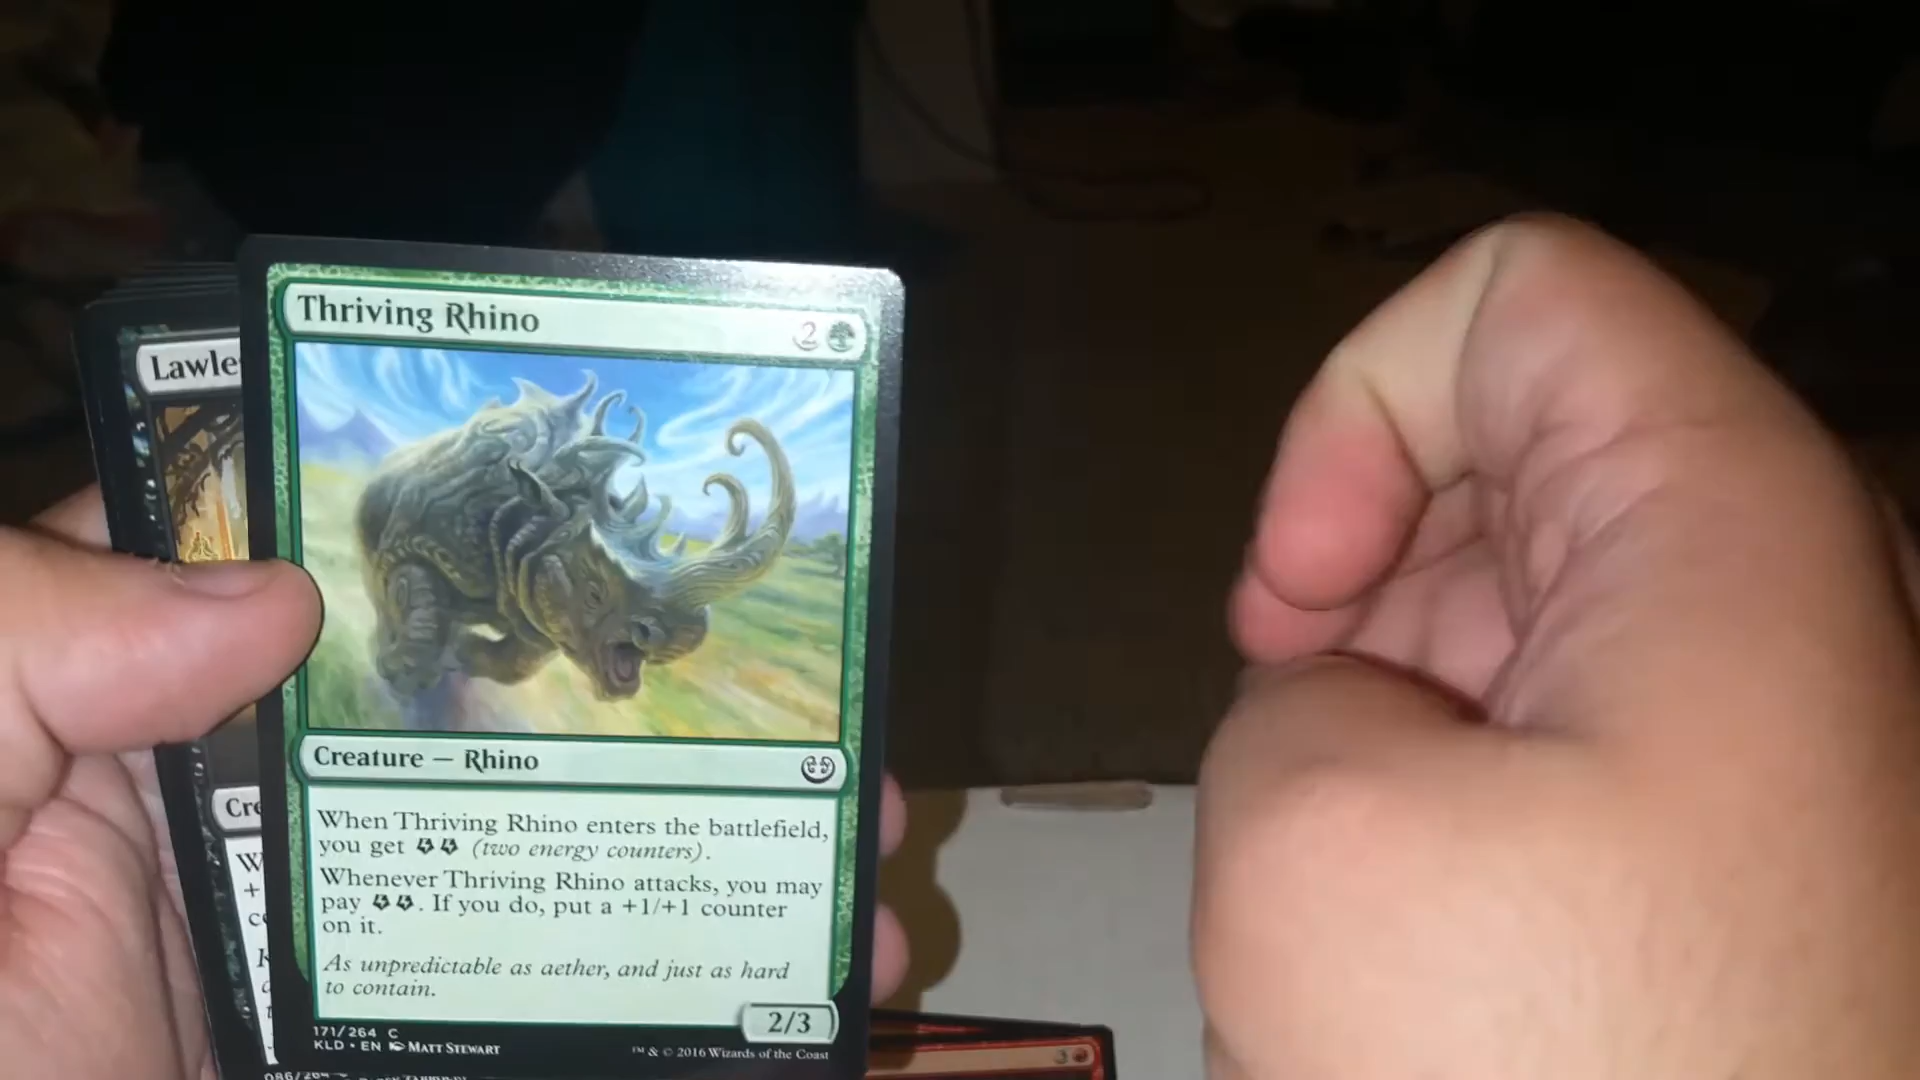 Thriving Rhino
2
Lawle
Creature — Rhino
Cre
When Thriving Rhino enters the battlefield,
you get (two energy counters).
Whenever Thriving Rhino attacks, you may
pay . If you do, put a +1/+1 counter
on it.
As unpredictable as aether, and just as hard
to contain.
2/3
171/264 C
KLD • EN MATT STEWART
™ & © 2016 Wizards of the Coast
W
+
3